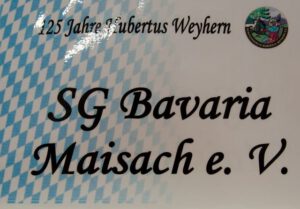 125 Jahre Hubertus Weyhern
SG Bavaria
Maisach e. V.